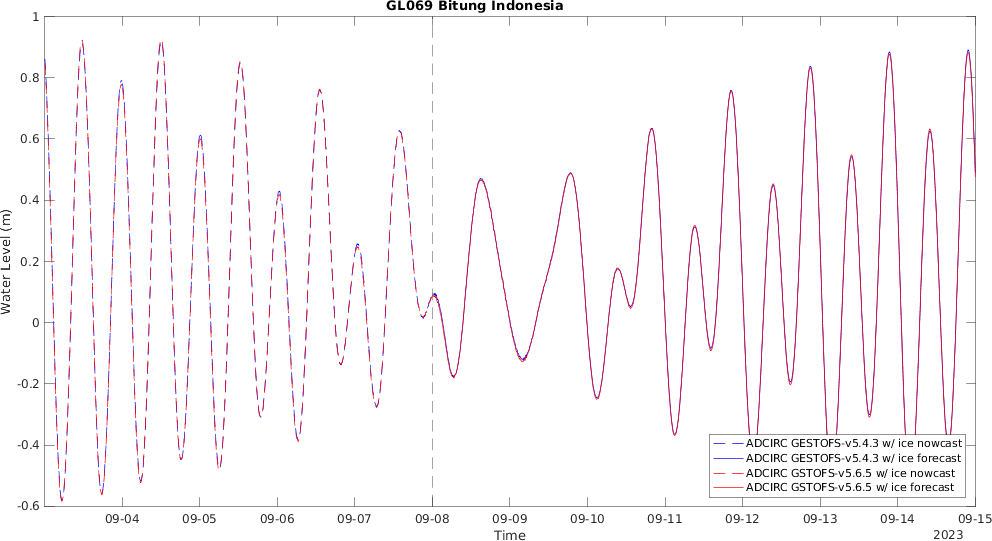 GL069 Bitung Indonesia
1
0.8
0.6
0.4
0.2
0
-0.2
-0.4
-0.6
Water Level (m)
ADCIRC GESTOFS-v5.4.3 w/ ice nowcast
ADCIRC GESTOFS-v5.4.3 w/ ice forecast
ADCIRC GSTOFS-v5.6.5 w/ ice nowcast
ADCIRC GSTOFS-v5.6.5 w/ ice forecast
09-04 09-05 09-06 09-07 09-08 09-09 09-10 09-11 09-12 09-13 09-14 09-15
Time
2023